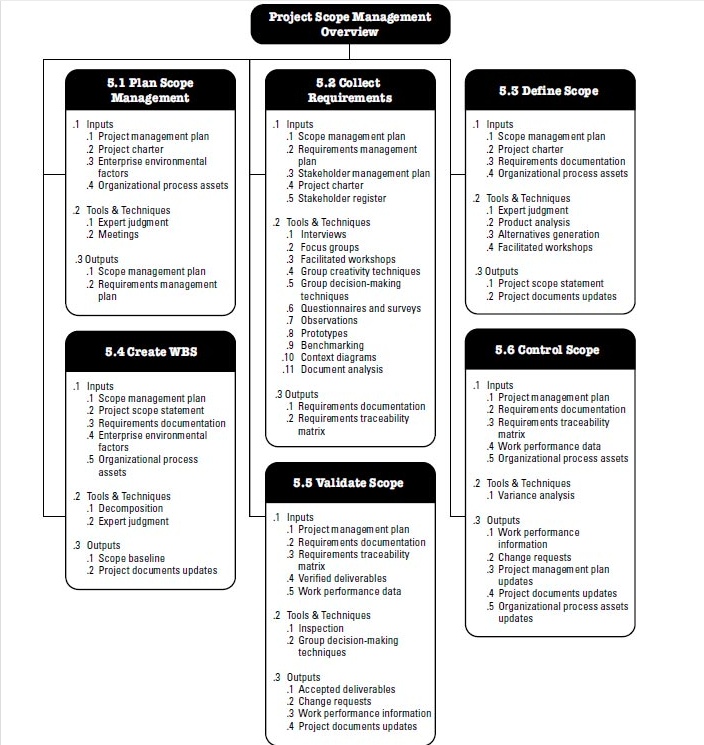 Project Scope Management
Overview
5.1 Plan Scope
Management
.1 Inputs
.1 Project management plan
.2 Project charter
.3 Enterprise environmental
factors
.4 Organizational process assets
.2 Tools & Techniques
.1 Expert judgment
.2 Meetings
.3 Outputs
.1 Scope management plan
.2 Requirements management
plan
5.2 Collect
Requirements
.1 Inputs
.1 Scope management plan
.2 Requirements management
plan
.3 Stakeholder management plan
.4 Project charter
.5 Stakeholder register
.2 Tools & Techniques
.1 Interviews
.2 Focus groups
.3 Facilitated workshops
.4 Group creativity techniques
.5 Group decision-making
techniques
.6 Questionnaires and surveys
.7 Observations
.8 Prototypes
.9 Benchmarking
.10 Context diagrams
.11 Document analysis
.3 Outputs
.1 Requirements documentation
.2 Requirements traceability
matrix
5.3 Define Scope
.1 Inputs
.1 Scope management plan
.2 Project charter
.3 Requirements documentation
.4 Organizational process assets
.2 Tools & Techniques
.1 Expert judgment
.2 Product analysis
.3 Alternatives generation
.4 Facilitated workshops
.3 Outputs
.1 Project scope statement
.2 Project documents updates
5.4 Create WBS
.1 Inputs
.1 Scope management plan
.2 Project scope statement
.3 Requirements documentation
.4 Enterprise environmental
factors
.5 Organizational process
assets
.2 Tools & Techniques
.1 Decomposition
.2 Expert judgment
.3 Outputs
.1 Scope baseline
.2 Project documents updates
5.5 Validate Scope
.1 Inputs
.1 Project management plan
.2 Requirements documentation
.3 Requirements traceability
matrix
.4 Verified deliverables
.5 Work performance data
.2 Tools & Techniques
.1 Inspection
.2 Group decision-making
techniques
.3 Outputs
.1 Accepted deliverables
.2 Change requests
.3 Work performance information
.4 Project documents updates
5.6 Control Scope
.1 Inputs
.1 Project management plan
.2 Requirements documentation
.3 Requirements traceability
matrix
.4 Work performance data
.5 Organizational process assets
.2 Tools & Techniques
.1 Variance analysis
.3 Outputs
.1 Work performance
information
.2 Change requests
.3 Project management plan
updates
.4 Project documents updates
.5 Organizational process assets
updates